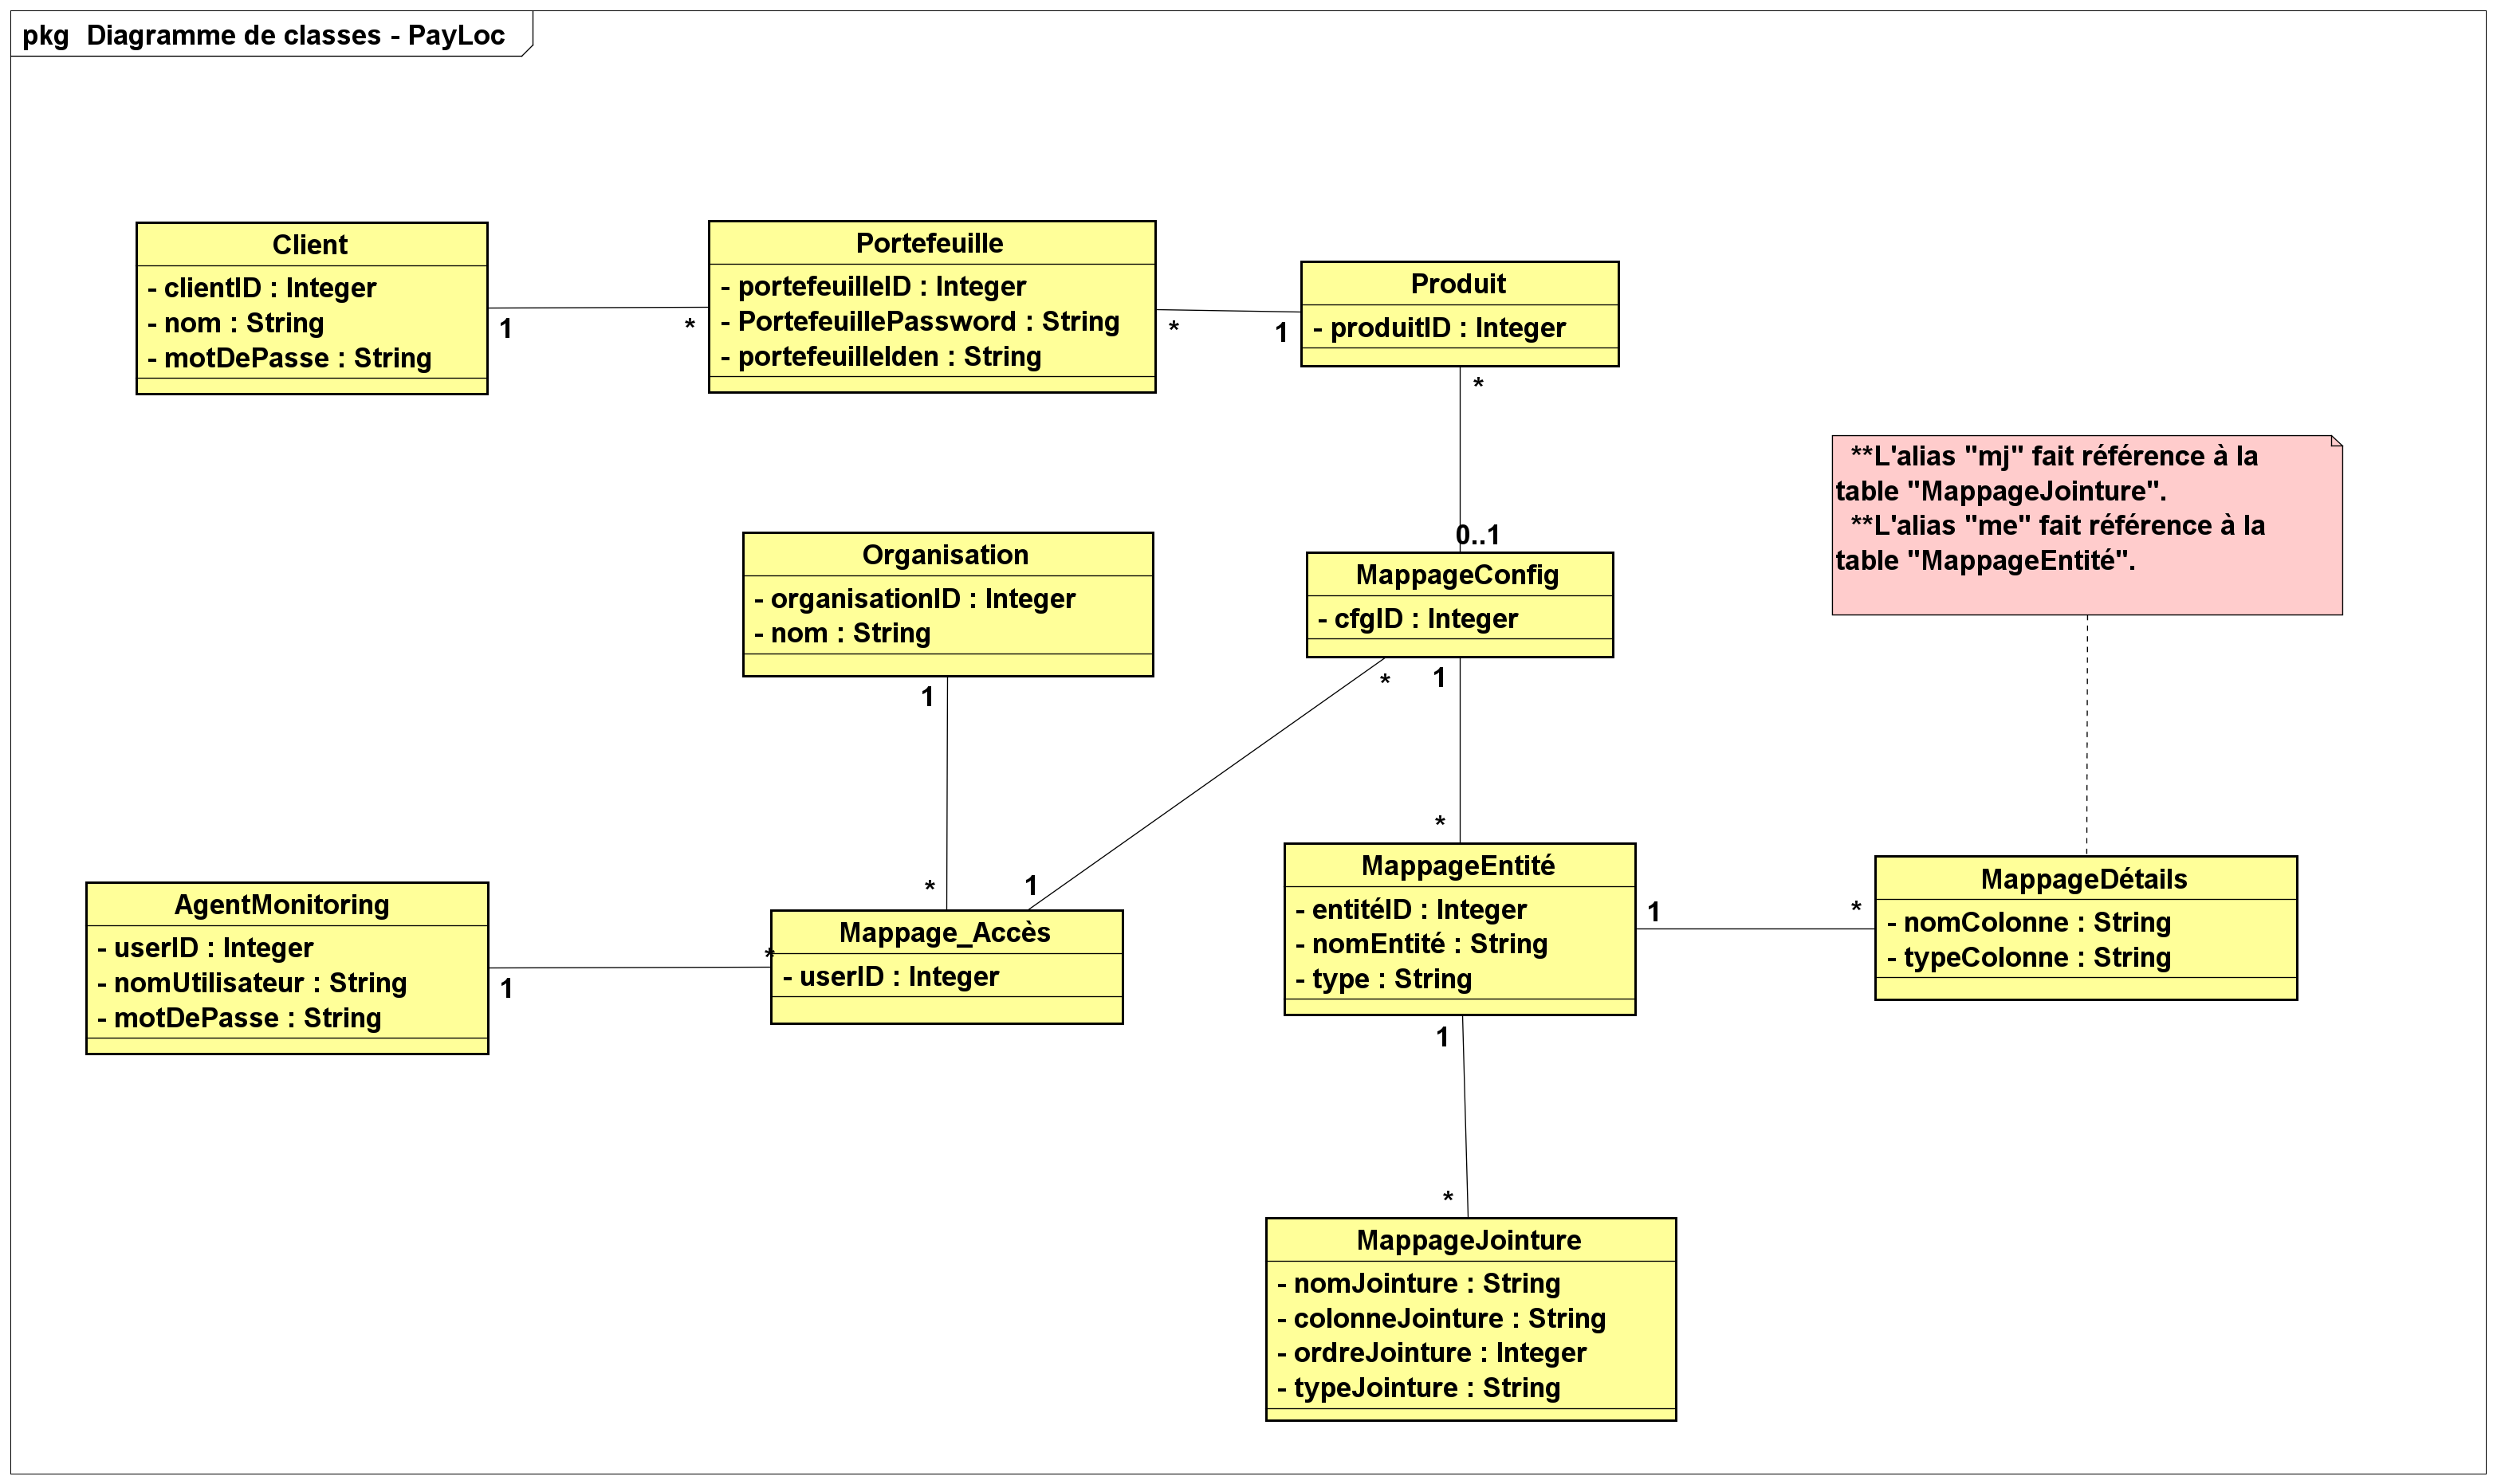 pkg Diagramme de classes - PayLoc
Client
- clientID : Integer
- nom : String
- motDePasse : String
1
*
Portefeuille
- portefeuilleID : Integer
- PortefeuillePassword : String
- portefeuilleIden : String
*
1
Produit
- produitID : Integer
*
0..1
**L'alias "mj" fait référence à la
table "MappageJointure".
**L'alias "me" fait référence à la
table "MappageEntité".
Organisation
- organisationID : Integer
- nom : String
1
*
MappageConfig
- cfgID : Integer
*
1
1
*
AgentMonitoring
- userID : Integer
- nomUtilisateur : String
- motDePasse : String
1
*
Mappage_Accès
- userID : Integer
MappageEntité
- entitéID : Integer
- nomEntité : String
- type : String
1
*
MappageDétails
- nomColonne : String
- typeColonne : String
1
*
MappageJointure
- nomJointure : String
- colonneJointure : String
- ordreJointure : Integer
- typeJointure : String